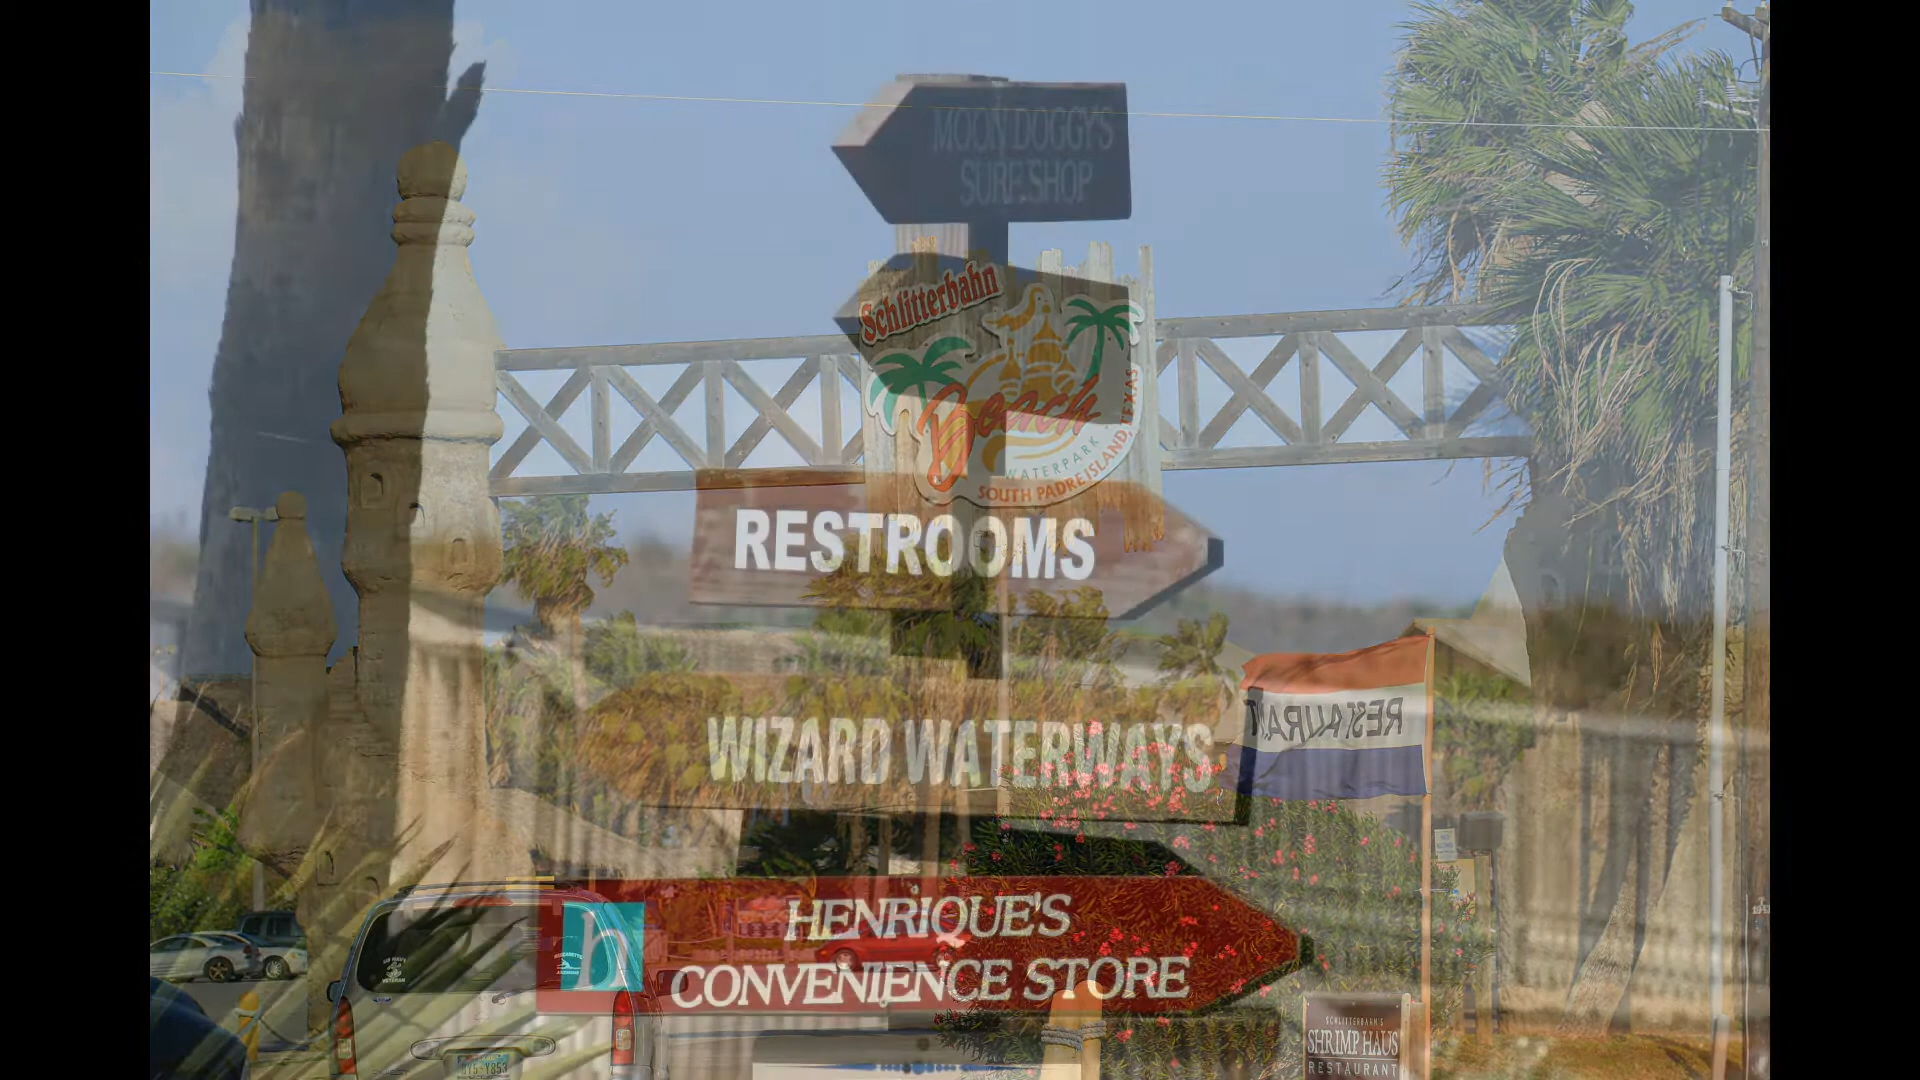 MOON DOGGY'S
SURF SHOP
Schlitterbahn
Beach
WATERPARK
SOUTH PADRE ISLAND, TEXAS
RESTROOMS
WIZARD WATERWAYS
RESTAURANT
h
HENRIQUE'S
CONVENIENCE STORE
VETERAN
SCHLITTERBAHN'S
SHRIMP HAUS
RESTAURANT